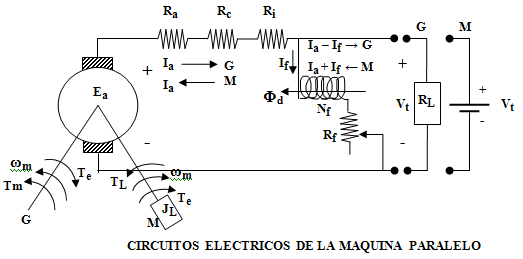 Ra Rc Ri
G M
Ia − If → G
Ia G
If
Ia + If ← M
Ia M
+
+
+
Ea
Φd
Nf
Vt
RL
Vt
Rf
-
-
-
ωm
Te
TL
ωm
Tm
Te
JL
G
M
CIRCUITOS ELECTRICOS DE LA MAQUINA PARALELO